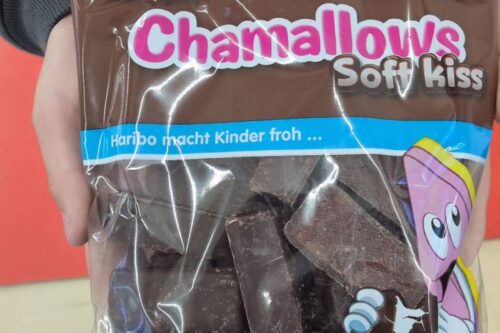 Chamallows
Soft kiss
Haribo macht Kinder froh ...